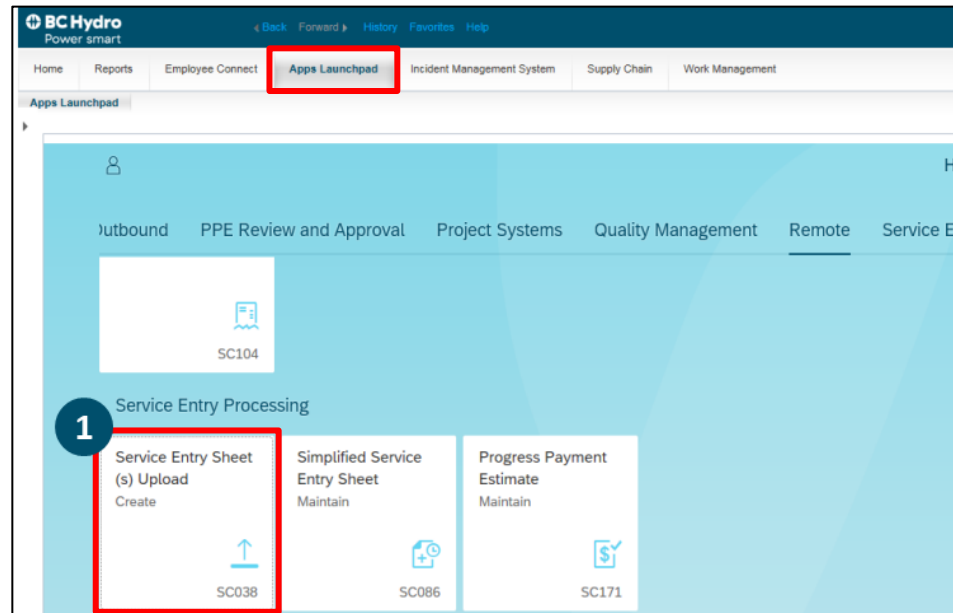 BC Hydro
Power smart
Back Forward History Favorites Help
Home Reports Employee Connect Apps Launchpad Incident Management System Supply Chain Work Management
Apps Launchpad
H
utbound PPE Review and Approval Project Systems Quality Management Remote Service E
SC104
Service Entry Processing
1
Service Entry Sheet
(s) Upload
Create
SC038
Simplified Service
Entry Sheet
Maintain
SC086
Progress Payment
Estimate
Maintain
SC171